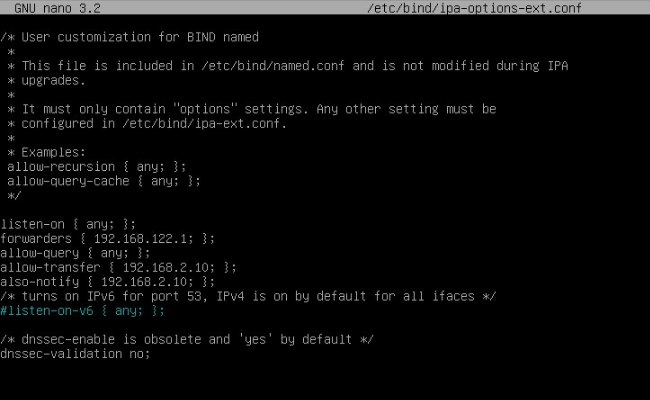 GNU nano 3.2 /etc/bind/ipa-options-ext.conf
/* User customization for BIND named
 *
 * This file is included in /etc/bind/named.conf and is not modified during IPA
 * upgrades.
 *
 * It must only contain "options" settings. Any other setting must be
 * configured in /etc/bind/ipa-ext.conf.
 *
 * Examples:
 allow-recursion { any; };
 allow-query-cache { any; };
 */
listen-on { any; };
forwarders { 192.168.122.1; };
allow-query { any; };
allow-transfer { 192.168.2.10; };
also-notify { 192.168.2.10; };
/* turns on IPv6 for port 53, IPv4 is on by default for all ifaces */
#listen-on-v6 { any; };
/* dnssec-enable is obsolete and 'yes' by default */
dnssec-validation no;